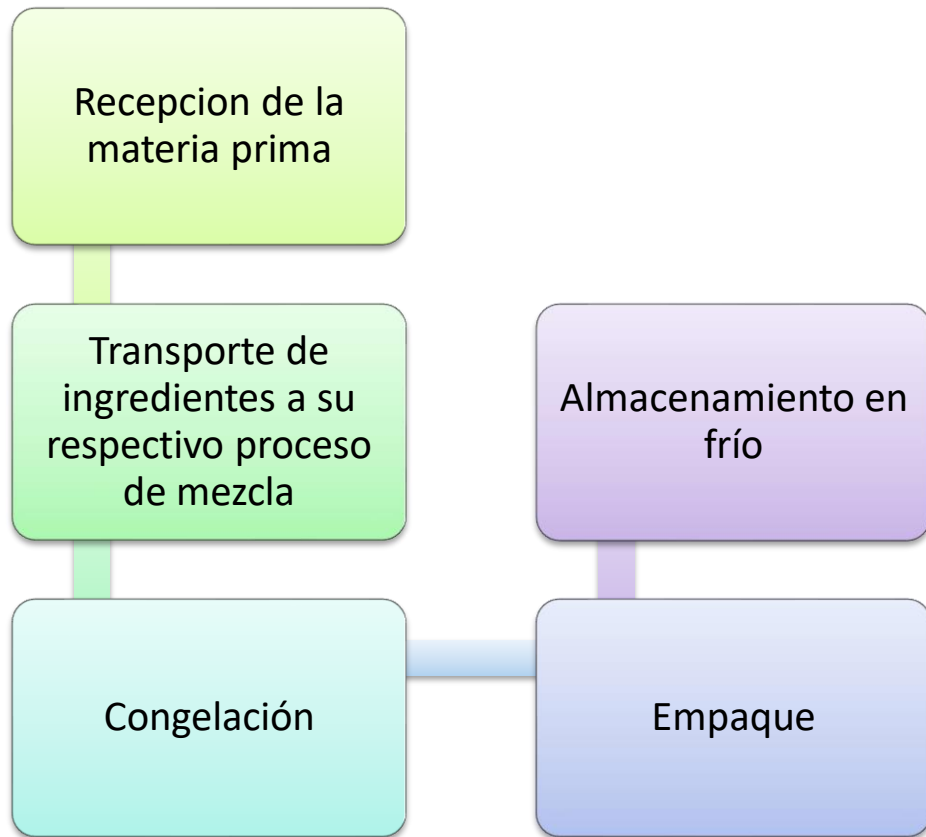 Recepcion de la
materia prima
Transporte de
ingredientes a su
respectivo proceso
de mezcla
Congelación
Empaque
Almacenamiento en
frío